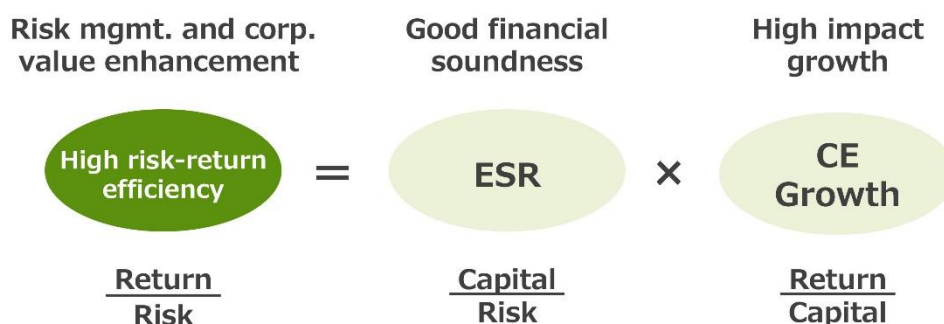 Risk mgmt. and corp.
value enhancement
Good financial
soundness
High impact
growth
High risk-return
efficiency
=
ESR
×
CE
Growth
Return
Risk
Capital
Risk
Return
Capital